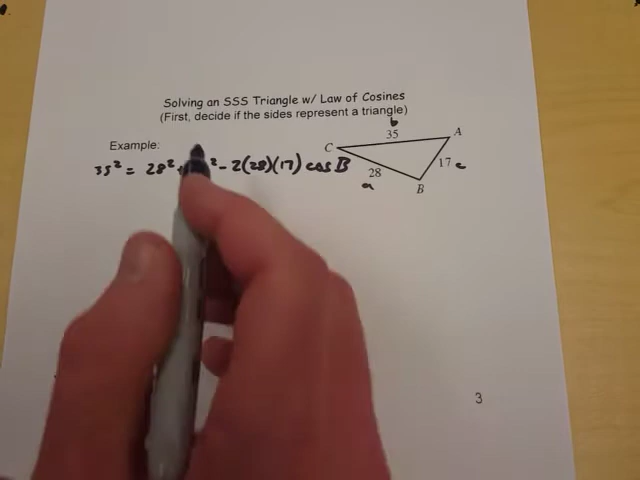 Solving an SSS Triangle w/ Law of Cosines
(First, decide if the sides represent a triangle)
Example:
35² = 28² ² - 2(28)(17) cos B
b
35
A
C
17 c
28
a
B
3